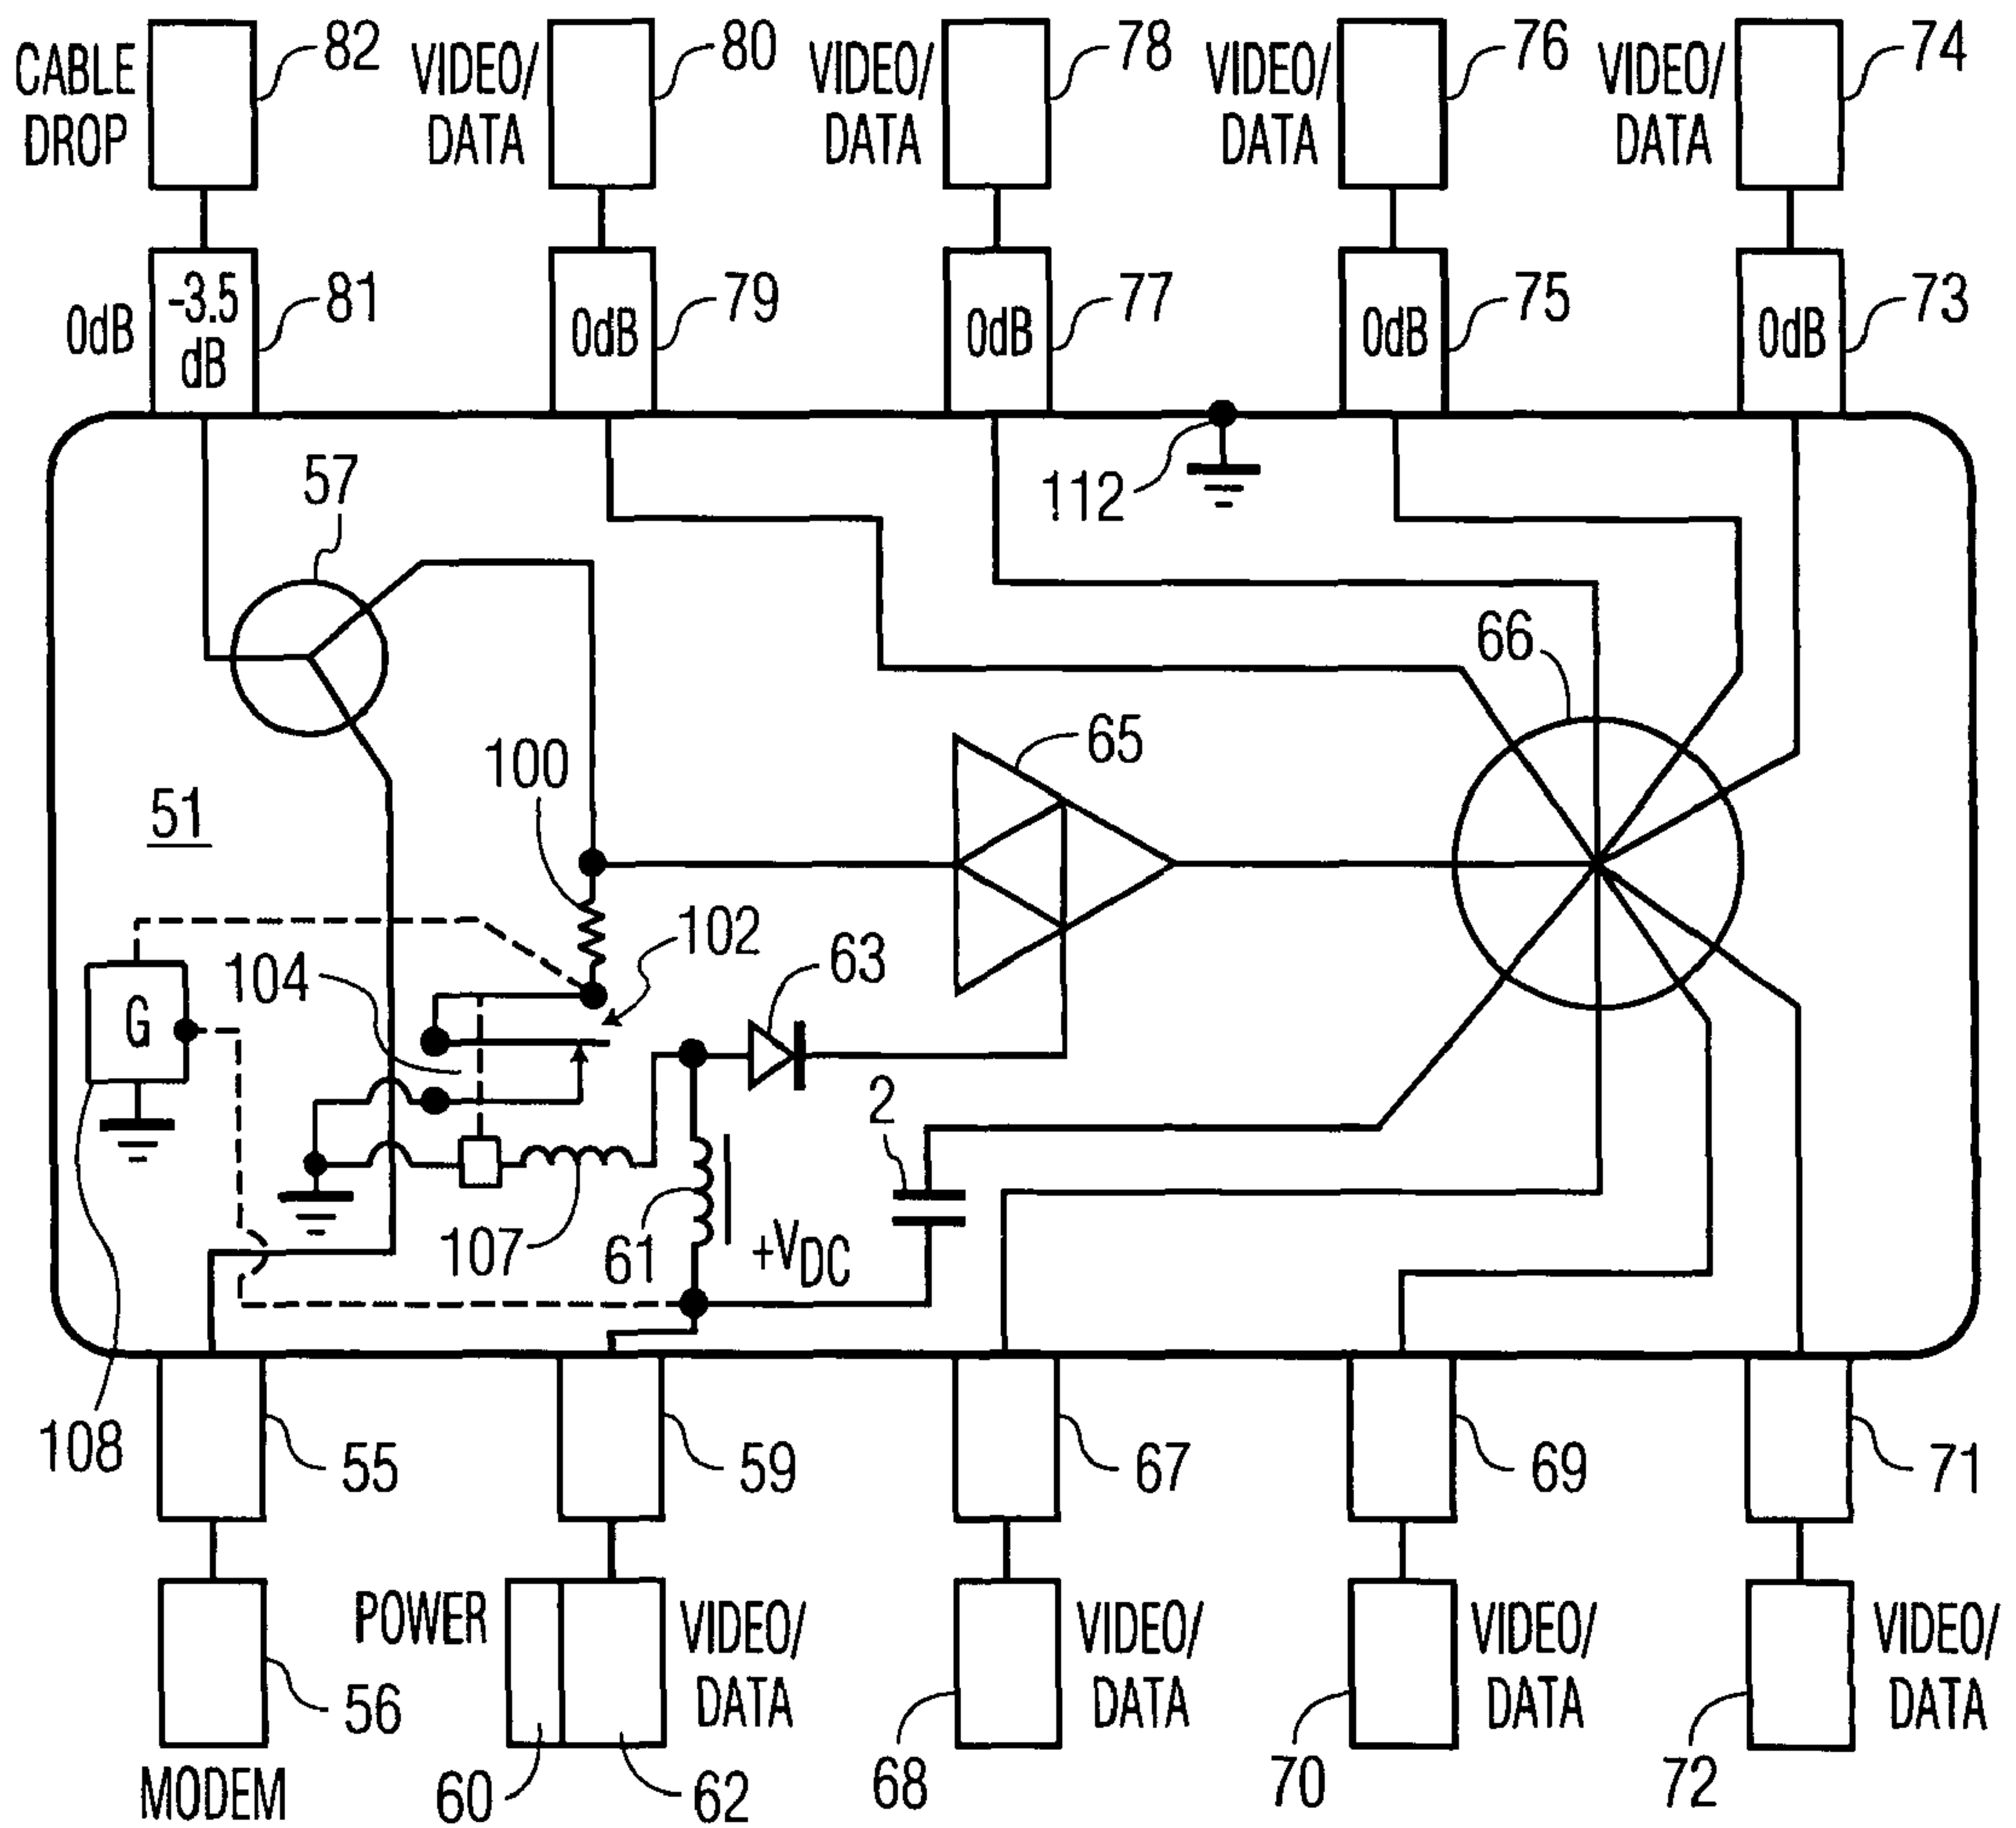 CABLE
DROP
82
VIDEO/
DATA
80
VIDEO/
DATA
78
VIDEO/
DATA
76
VIDEO/
DATA
74
0dB
-3.5
dB
81
0dB
79
0dB
77
0dB
75
0dB
73
57
112
66
65
100
51
102
104
63
G
2
107
61
+VDC
108
55
59
67
69
71
POWER
VIDEO/
DATA
VIDEO/
DATA
VIDEO/
DATA
VIDEO/
DATA
56
MODEM
60
62
68
70
72